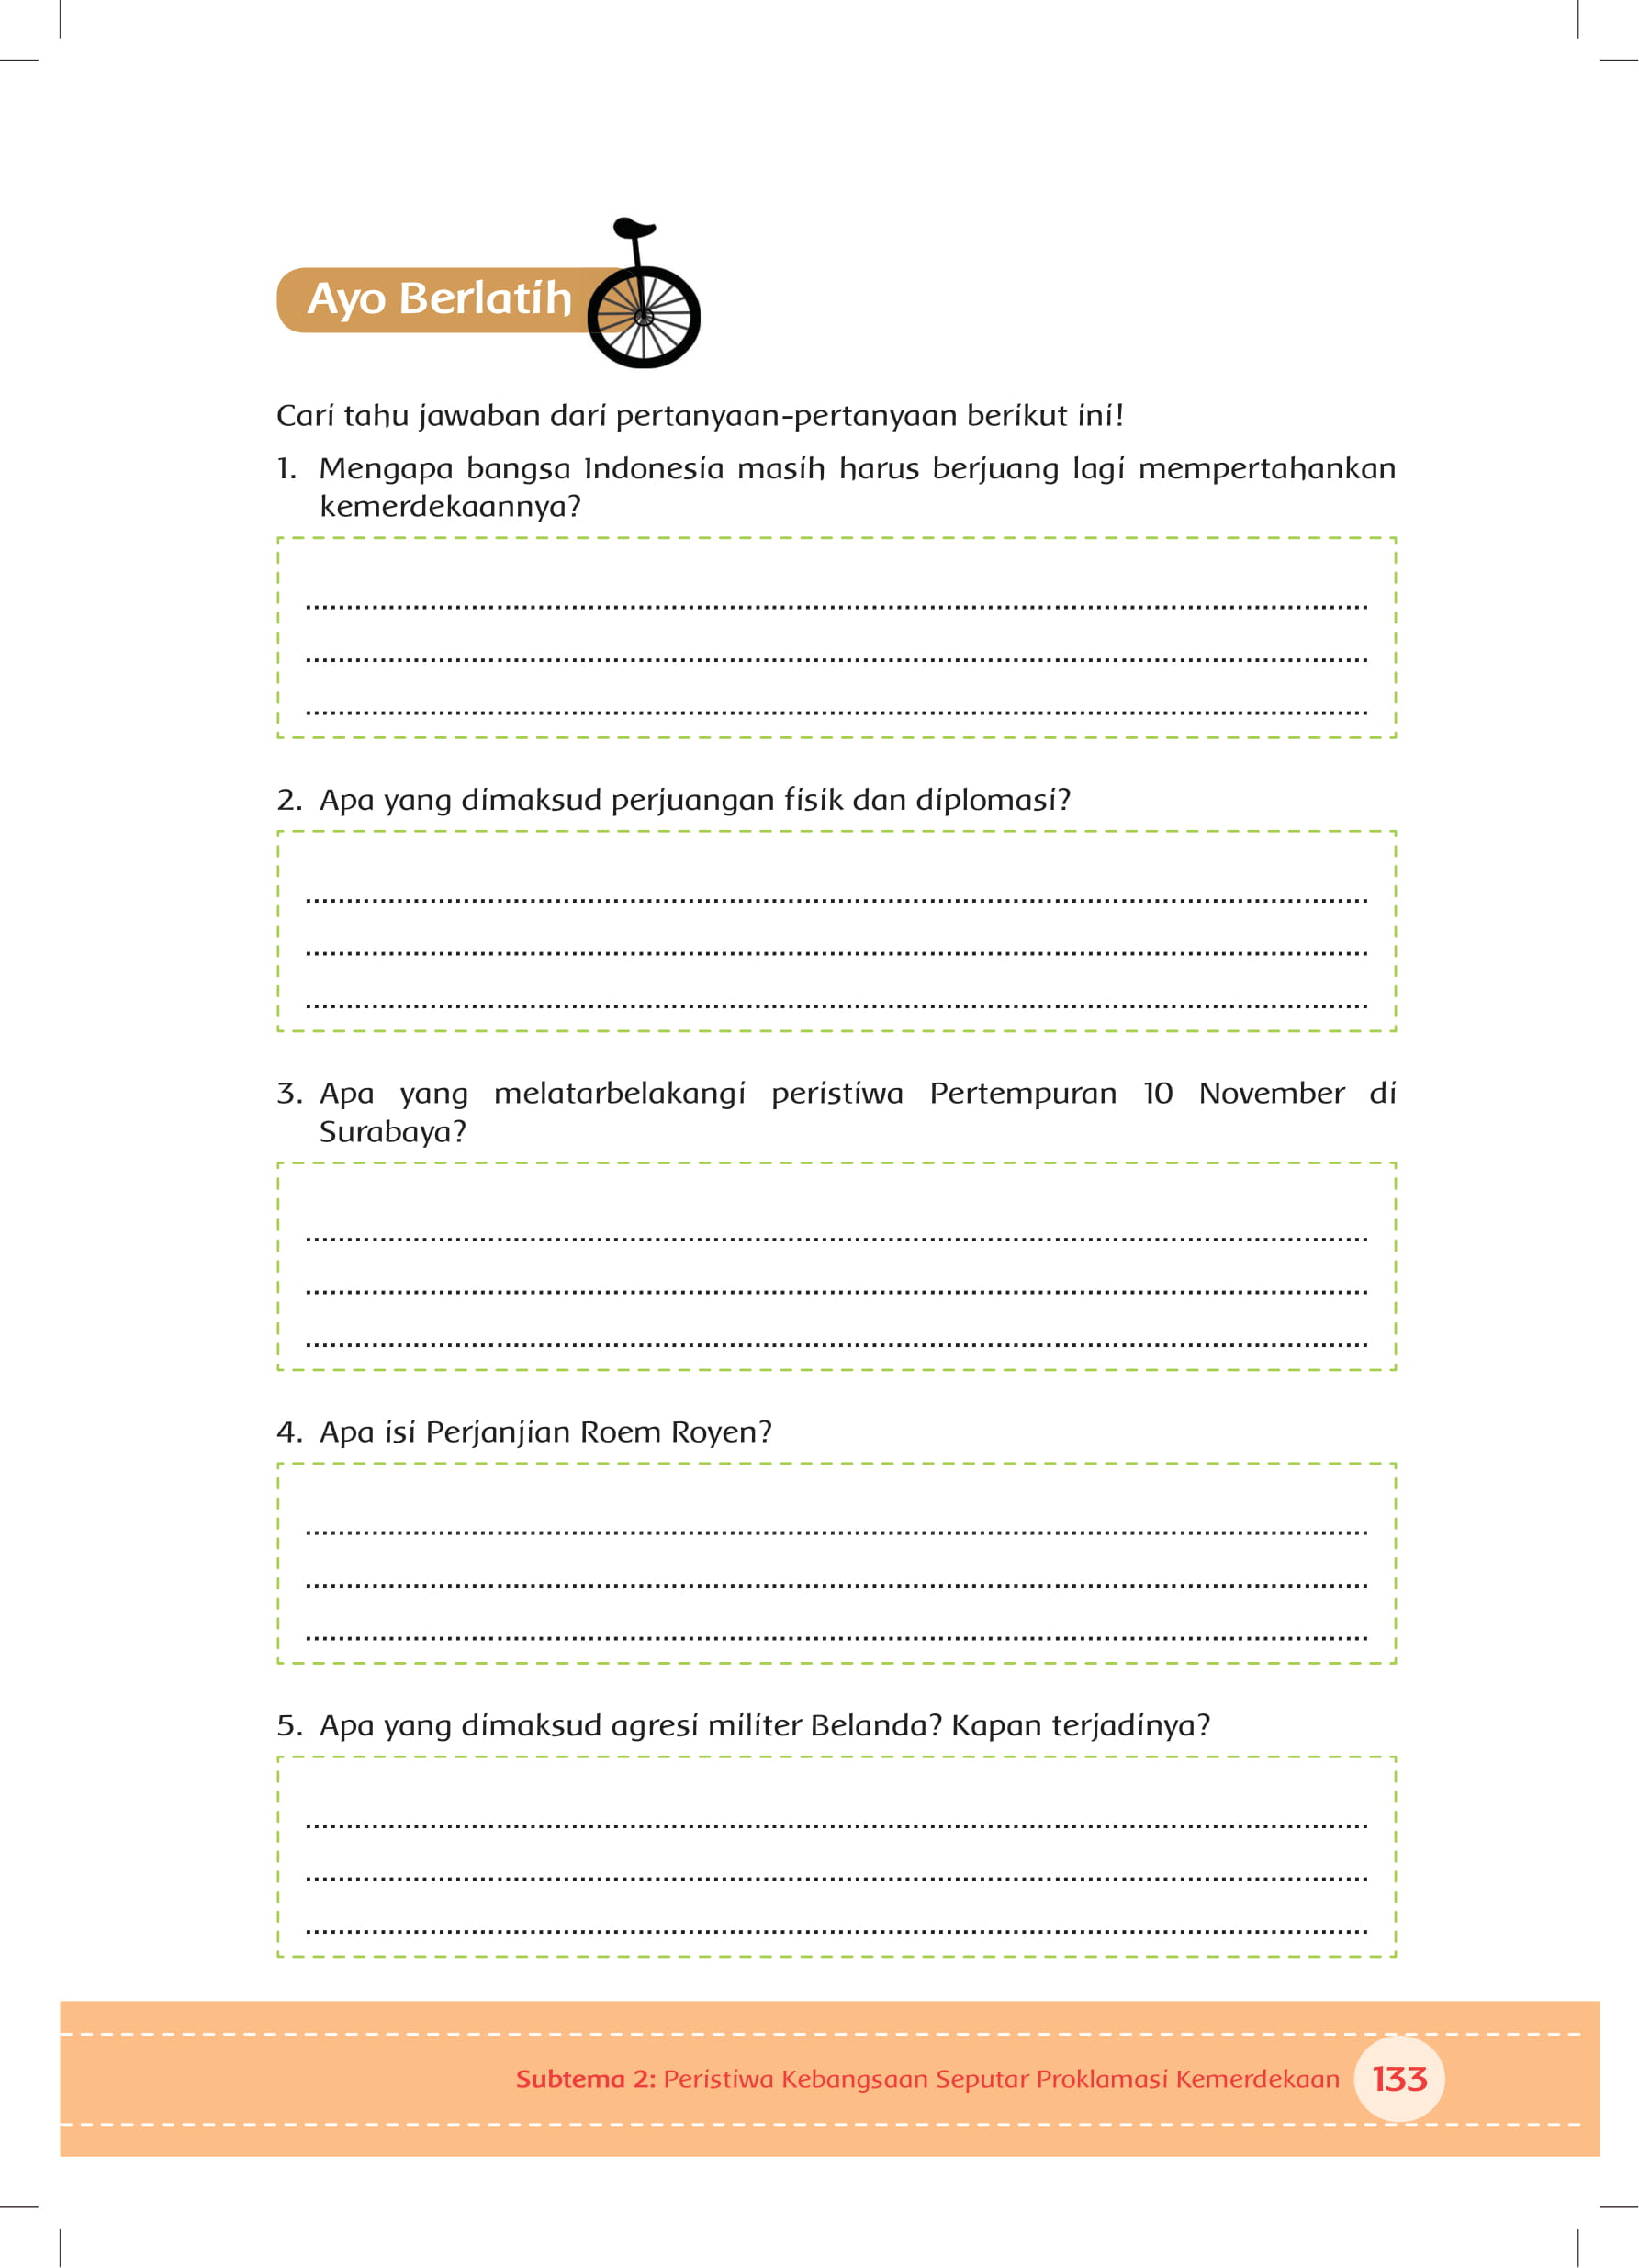 Ayo Berlatih
Cari tahu jawaban dari pertanyaan-pertanyaan berikut ini!
1. Mengapa bangsa Indonesia masih harus berjuang lagi mempertahankan
kemerdekaannya?
2. Apa yang dimaksud perjuangan fisik dan diplomasi?
3. Apa yang melatarbelakangi peristiwa Pertempuran 10 November di
Surabaya?
4. Apa isi Perjanjian Roem Royen?
5. Apa yang dimaksud agresi militer Belanda? Kapan terjadinya?
Subtema 2: Peristiwa Kebangsaan Seputar Proklamasi Kemerdekaan 133